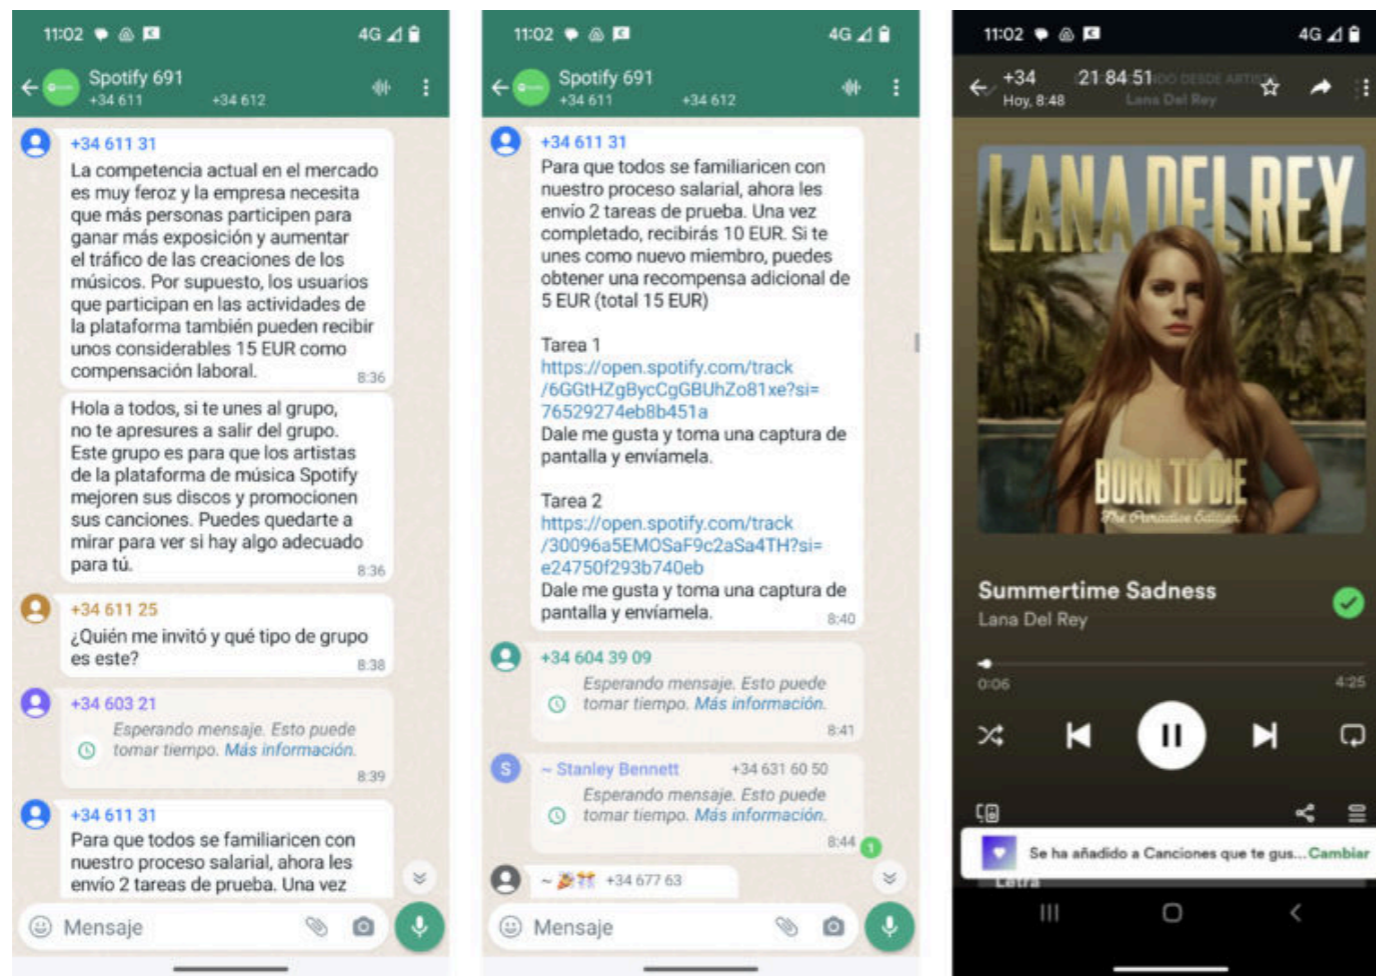 11:02
4G
Spotify 691
+34 611 +34 612
+34 611 31
La competencia actual en el mercado
es muy feroz y la empresa necesita
que más personas participen para
ganar más exposición y aumentar
el tráfico de las creaciones de los
músicos. Por supuesto, los usuarios
que participan en las actividades de
la plataforma también pueden recibir
unos considerables 15 EUR como
compensación laboral.
8:36
Hola a todos, si te unes al grupo,
no te apresures a salir del grupo.
Este grupo es para que los artistas
de la plataforma de música Spotify
mejoren sus discos y promocionen
sus canciones. Puedes quedarte a
mirar para ver si hay algo adecuado
para tú.
8:36
+34 611 25
¿Quién me invitó y qué tipo de grupo
es este?
8:38
+34 603 21
Esperando mensaje. Esto puede
tomar tiempo. Más información.
8:39
+34 611 31
Para que todos se familiaricen con
nuestro proceso salarial, ahora les
envío 2 tareas de prueba. Una vez
Mensaje
11:02
4G
Spotify 691
+34 611 +34 612
+34 611 31
Para que todos se familiaricen con
nuestro proceso salarial, ahora les
envío 2 tareas de prueba. Una vez
completado, recibirás 10 EUR. Si te
unes como nuevo miembro, puedes
obtener una recompensa adicional de
5 EUR (total 15 EUR)
Tarea 1
https://open.spotify.com/track
/6GGtHZgBycCgGBUhZo81xe?si=
76529274eb8b451a
Dale me gusta y toma una captura de
pantalla y envíamela.
Tarea 2
https://open.spotify.com/track
/30096a5EMOSaF9c2aSa4TH?si=
e24750f293b740eb
Dale me gusta y toma una captura de
pantalla y envíamela.
8:40
+34 604 39 09
Esperando mensaje. Esto puede
tomar tiempo. Más información.
8:41
S
~ Stanley Bennett +34 631 60 50
Esperando mensaje. Esto puede
tomar tiempo. Más información.
8:44
1
~ +34 677 63
Mensaje
11:02
4G
+34 21 84 51
DESDE ARTISTA
Hoy, 8:48
Lana Del Rey
LANA DEL REY
BORN TO DIE
The Paradise Edition
Summertime Sadness
Lana Del Rey
0:06
4:25
Se ha añadido a Canciones que te gus... Cambiar
Letra